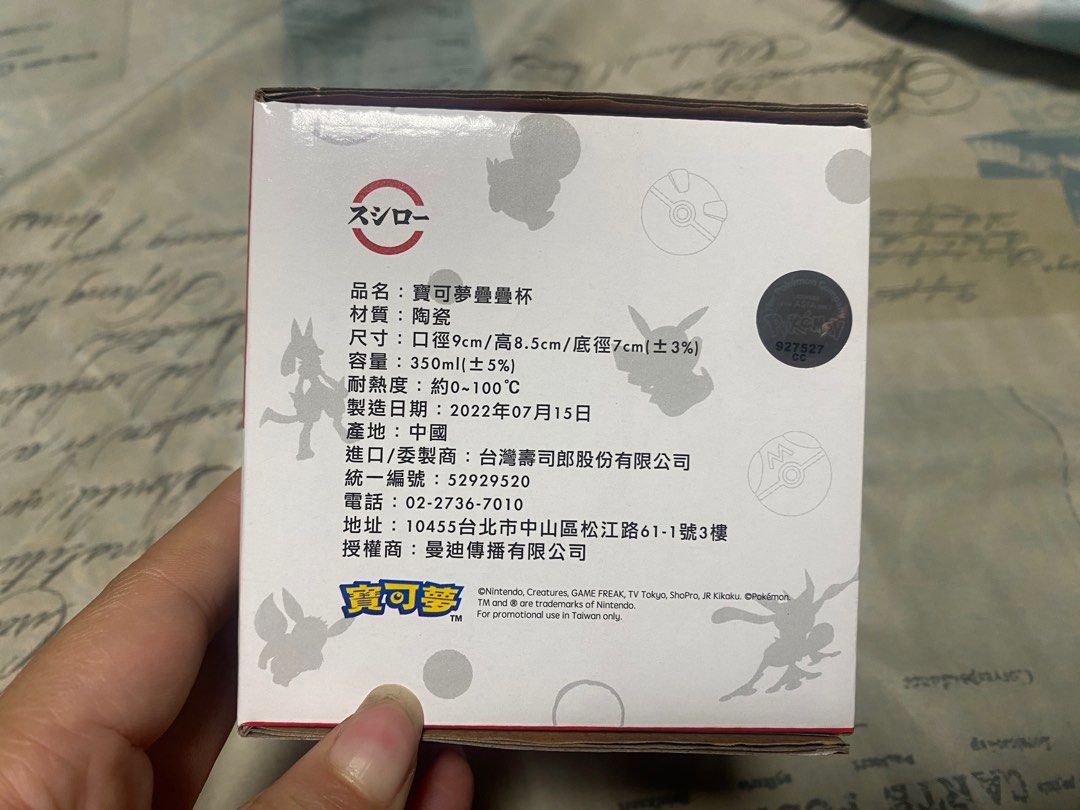 スシロー
品名：寶可夢疊疊杯
材質：陶瓷
尺寸：口徑9cm/高8.5cm/底徑7cm(±3%)
容量：350ml(±5%)
耐熱度：約0~100℃
製造日期：2022年07月15日
產地：中國
進口/委製商：台灣壽司郎股份有限公司
統一編號：52929520
電話：02-2736-7010
地址：10455台北市中山區松江路61-1號3樓
授權商：曼迪傳播有限公司
927527
CC
寶可夢™
©Nintendo, Creatures, GAME FREAK, TV Tokyo, ShoPro, JR Kikaku. ©Pokémon.
TM and ® are trademarks of Nintendo.
For promotional use in Taiwan only.